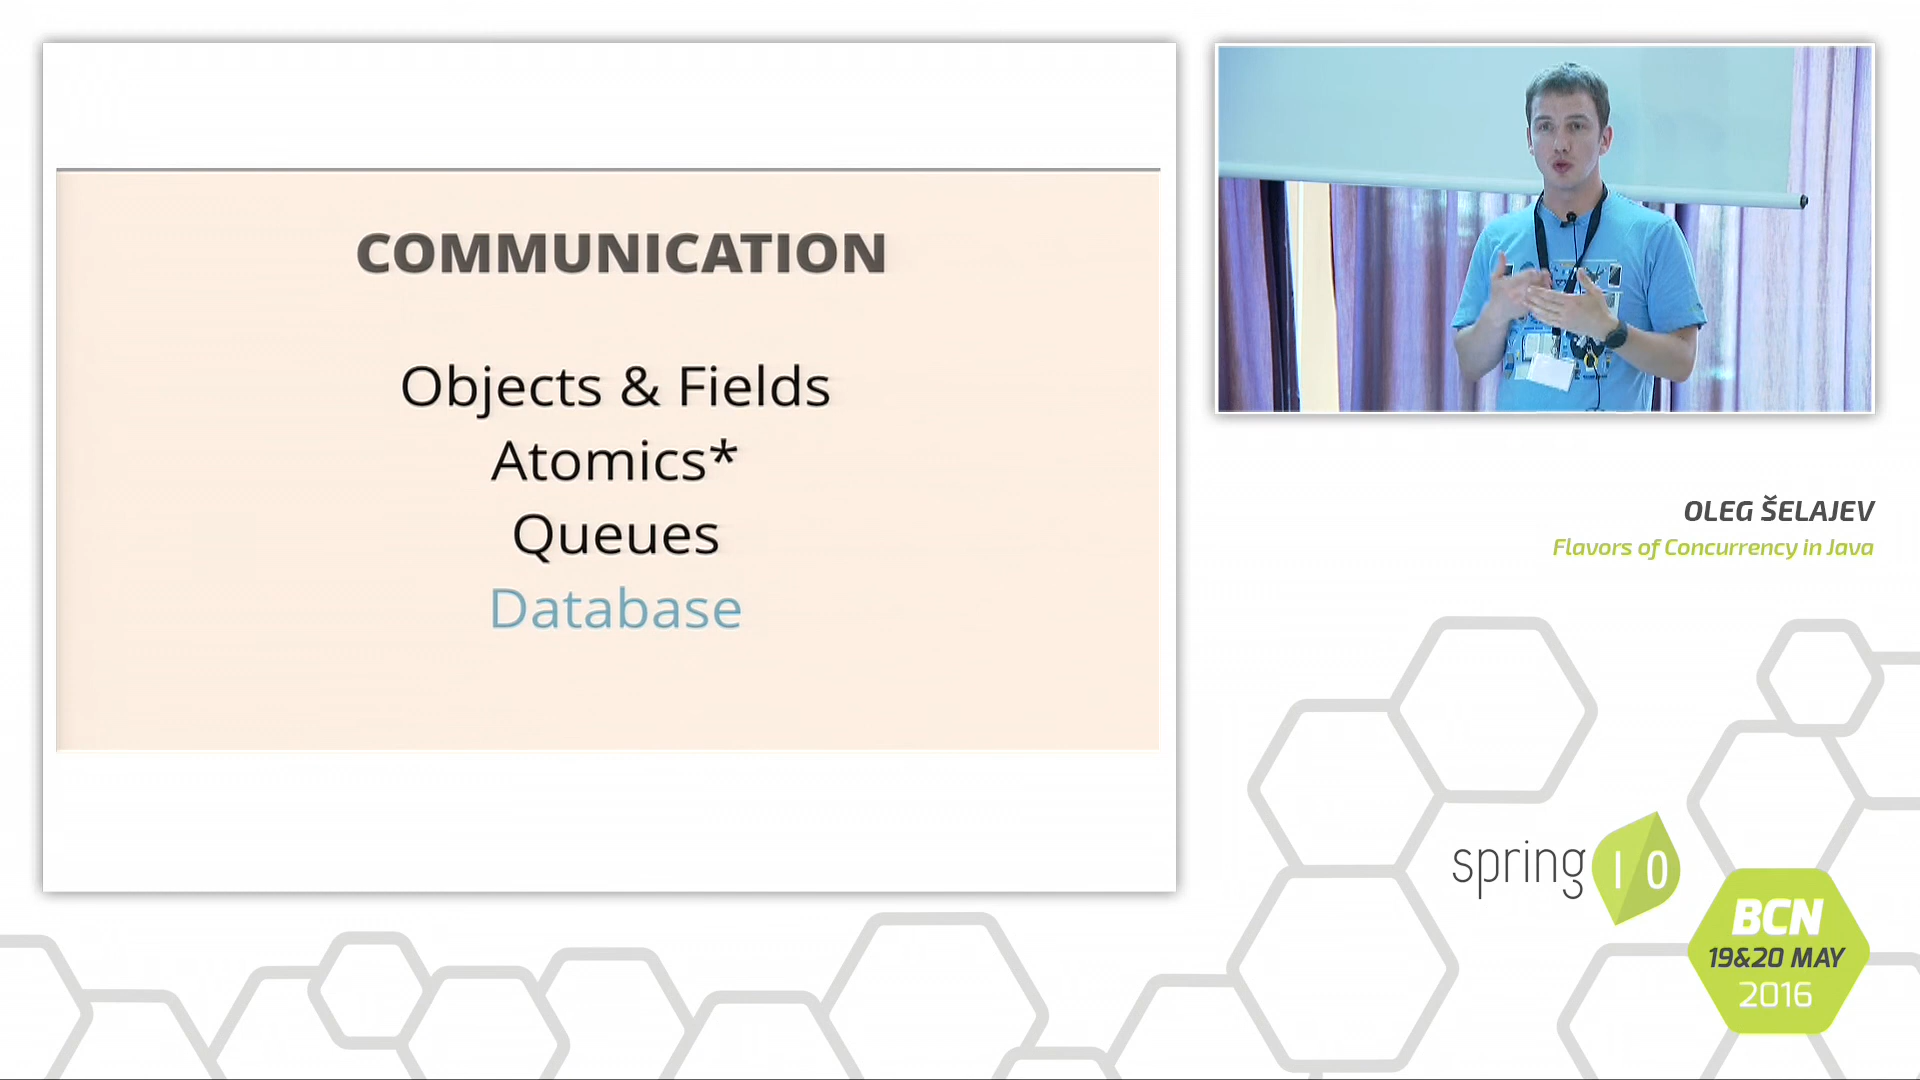 COMMUNICATION
Objects & Fields
Atomics*
Queues
Database
OLEG ŠELAJEV
Flavors of Concurrency in Java
spring I O
BCN
19&20 MAY
2016